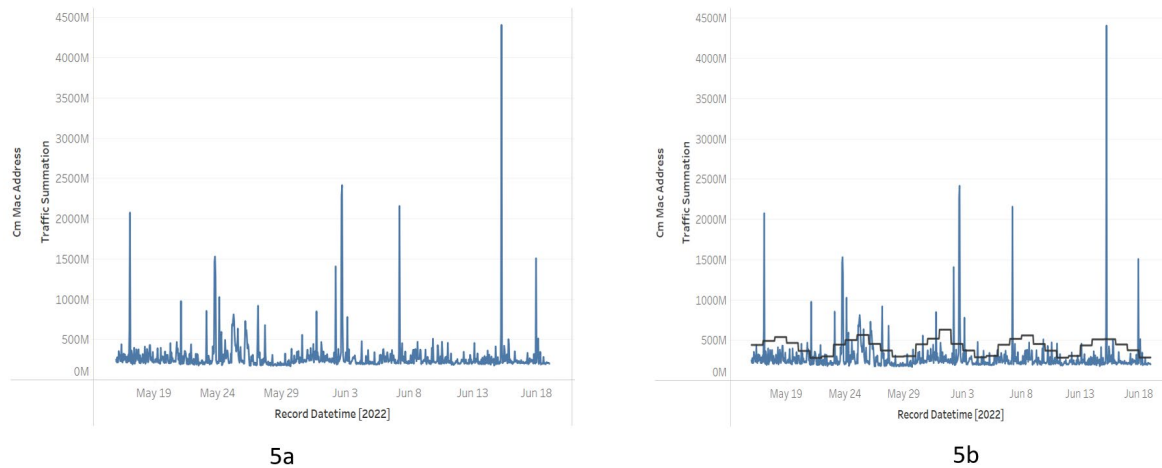 4500M
4000M
3500M
3000M
2500M
2000M
1500M
1000M
500M
0M
Cm Mac Address
Traffic Summation
May 19 May 24 May 29 Jun 3 Jun 8 Jun 13 Jun 18
Record Datetime [2022]
5a
4500M
4000M
3500M
3000M
2500M
2000M
1500M
1000M
500M
0M
Cm Mac Address
Traffic Summation
May 19 May 24 May 29 Jun 3 Jun 8 Jun 13 Jun 18
Record Datetime [2022]
5b